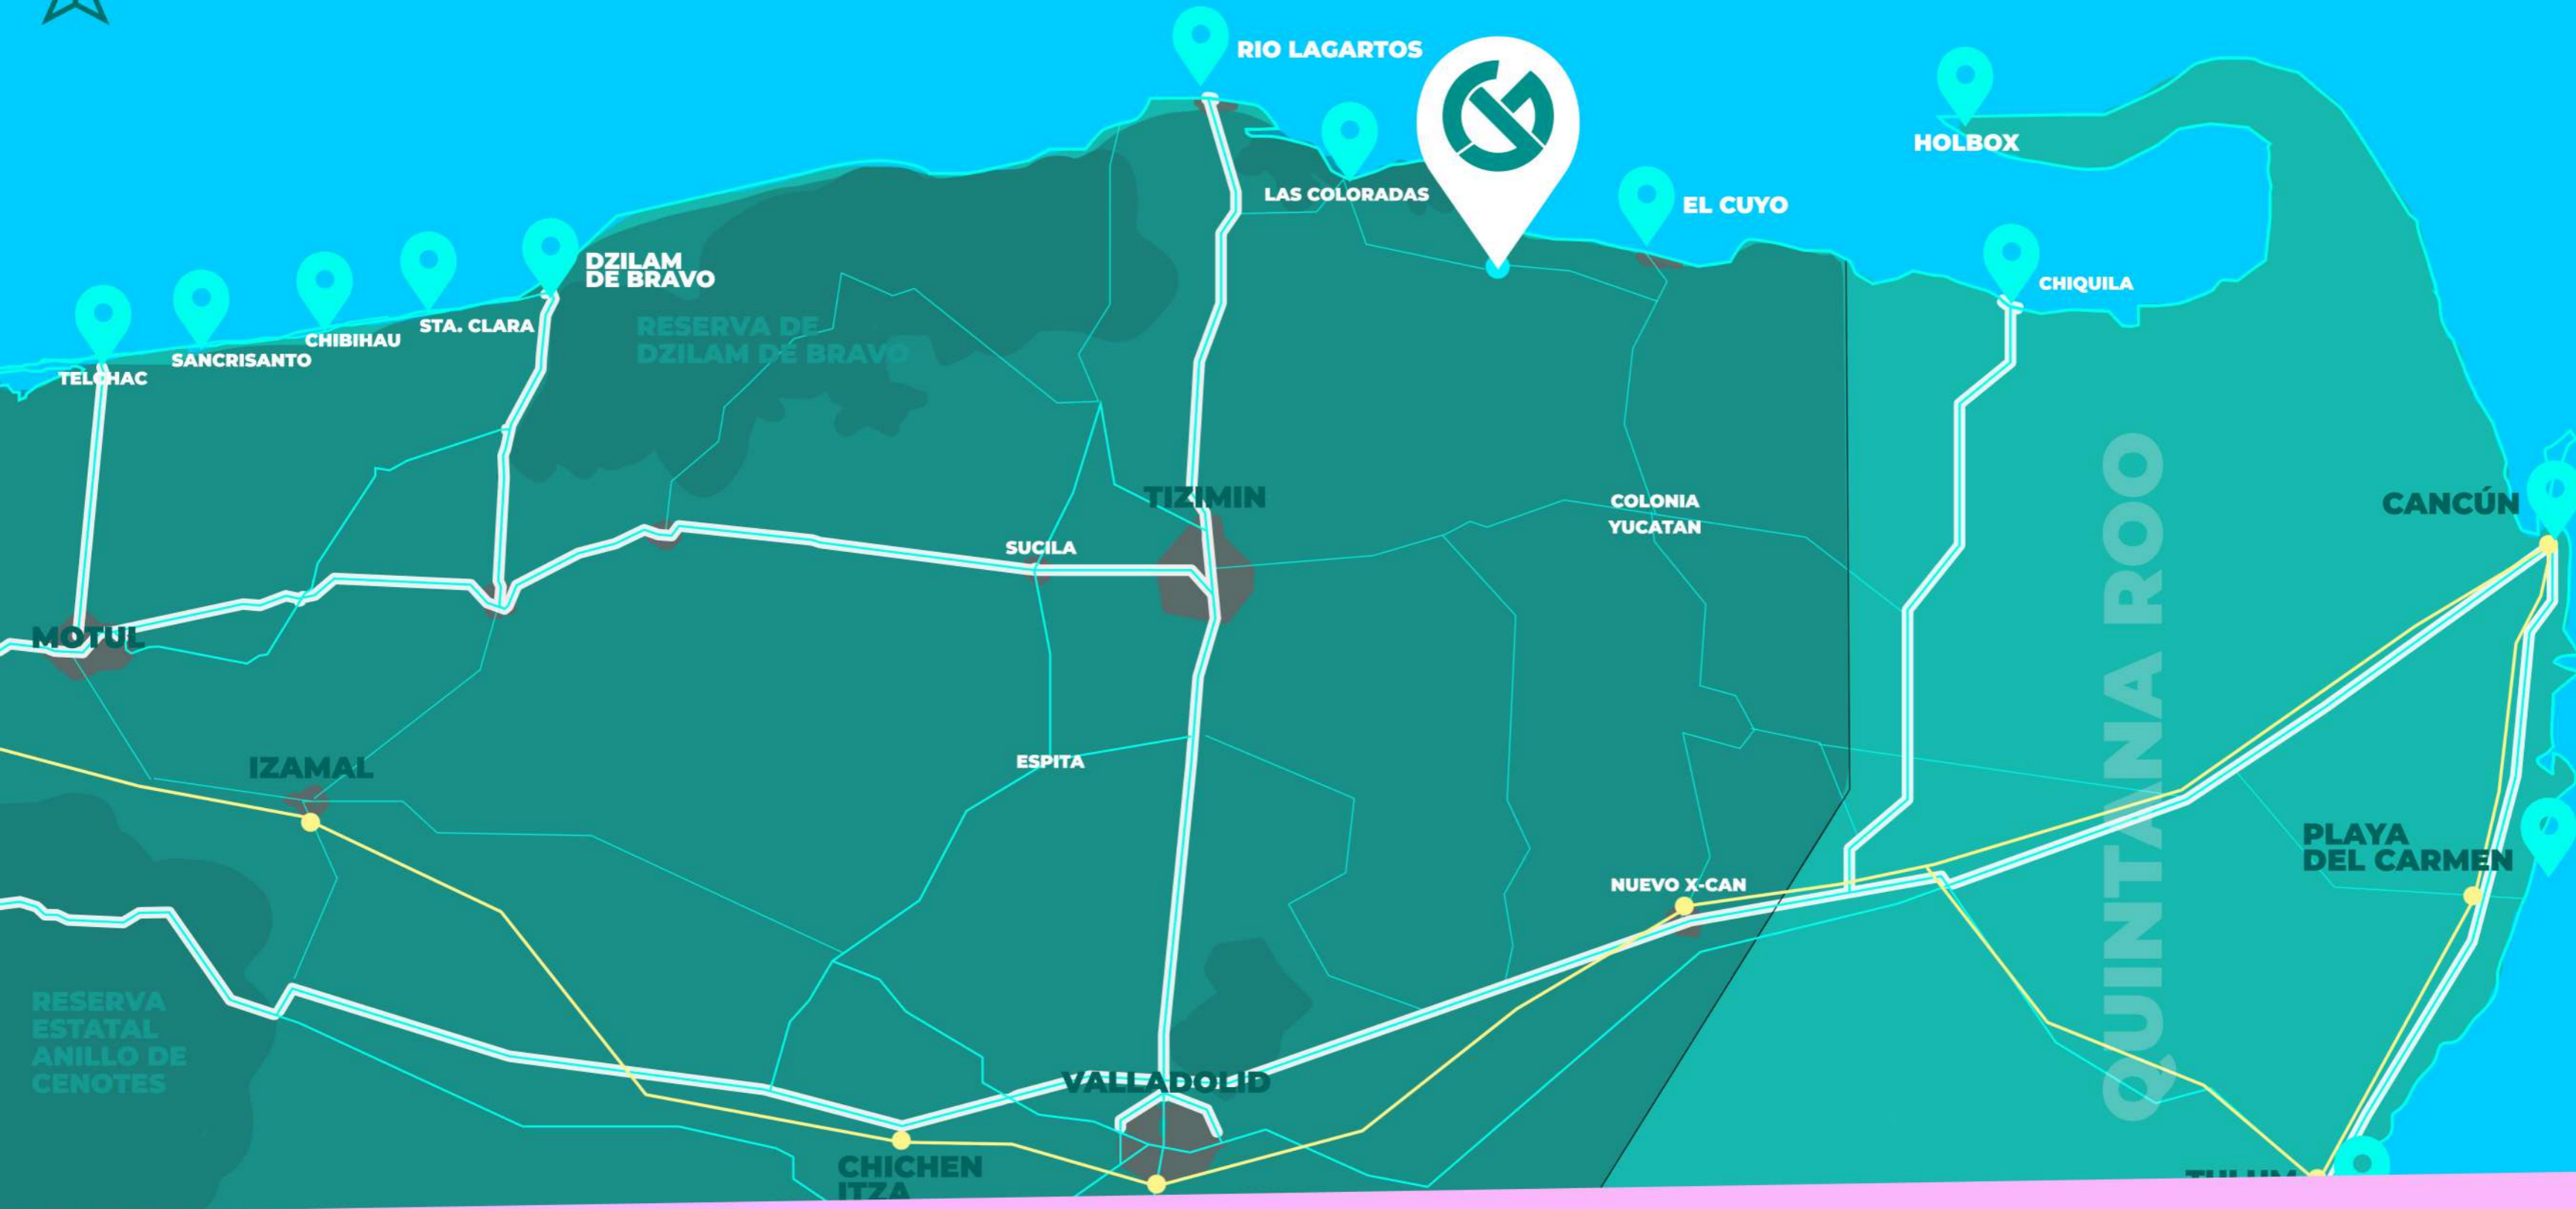 RIO LAGARTOS
HOLBOX
LAS COLORADAS
EL CUYO
DZILAM
DE BRAVO
CHIQUILA
STA. CLARA
CHIBIHAU
SANCRISANTO
TELCHAC
RESERVA DE
DZILAM DE BRAVO
TIZIMIN
COLONIA
YUCATAN
CANCÚN
SUCILA
MOTUL
QUINTANA ROO
IZAMAL
ESPITA
PLAYA
DEL CARMEN
NUEVO X-CAN
RESERVA
ESTATAL
ANILLO DE
CENOTES
VALLADOLID
CHICHEN
ITZA
TULUM